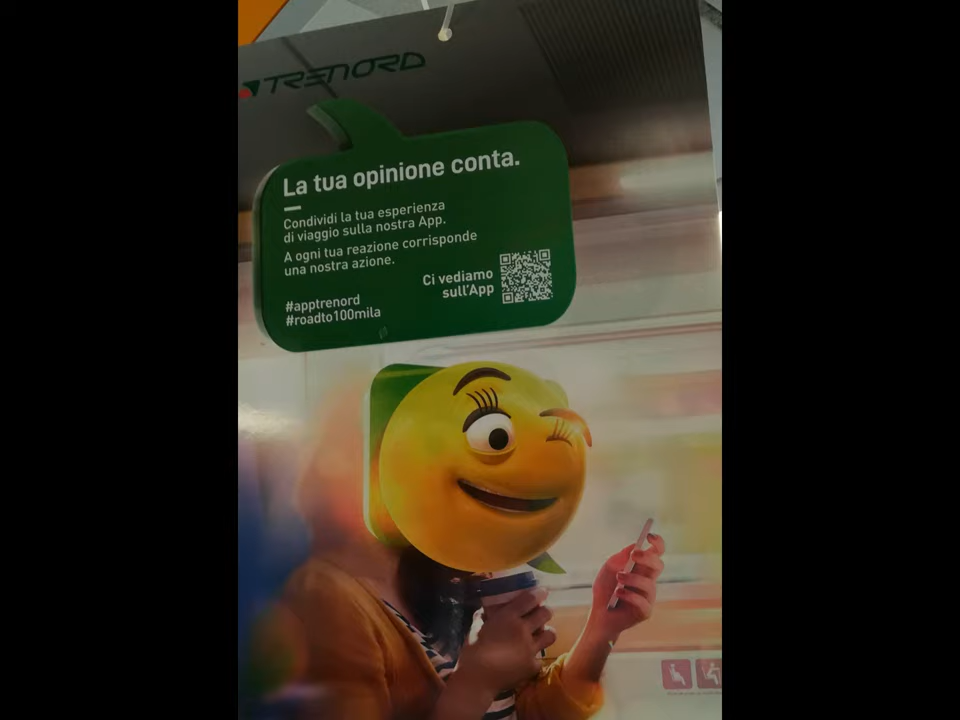 TRENORD
La tua opinione conta.
Condividi la tua esperienza
di viaggio sulla nostra App.
A ogni tua reazione corrisponde
una nostra azione.
Ci vediamo
sull'App
#apptrenord
#roadto100mila